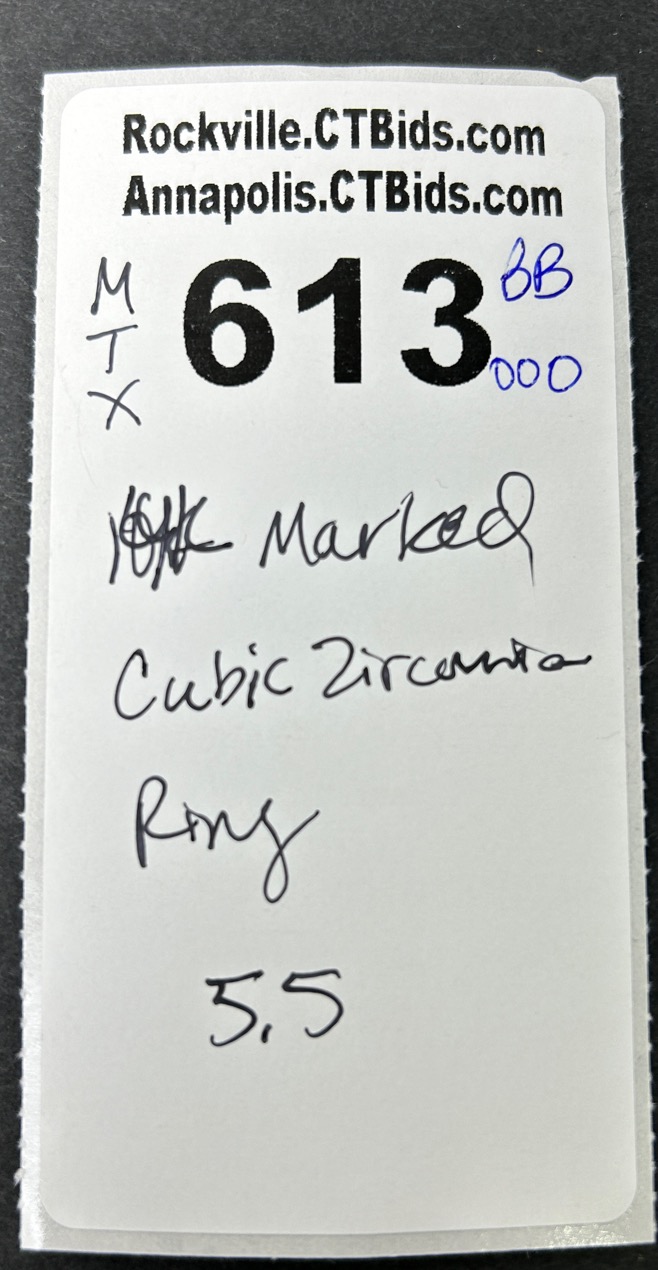 Rockville.CTBids.com
Annapolis.CTBids.com
M
T
X
613
BB
000
Marked
Cubic Zirconia
Ring
5.5